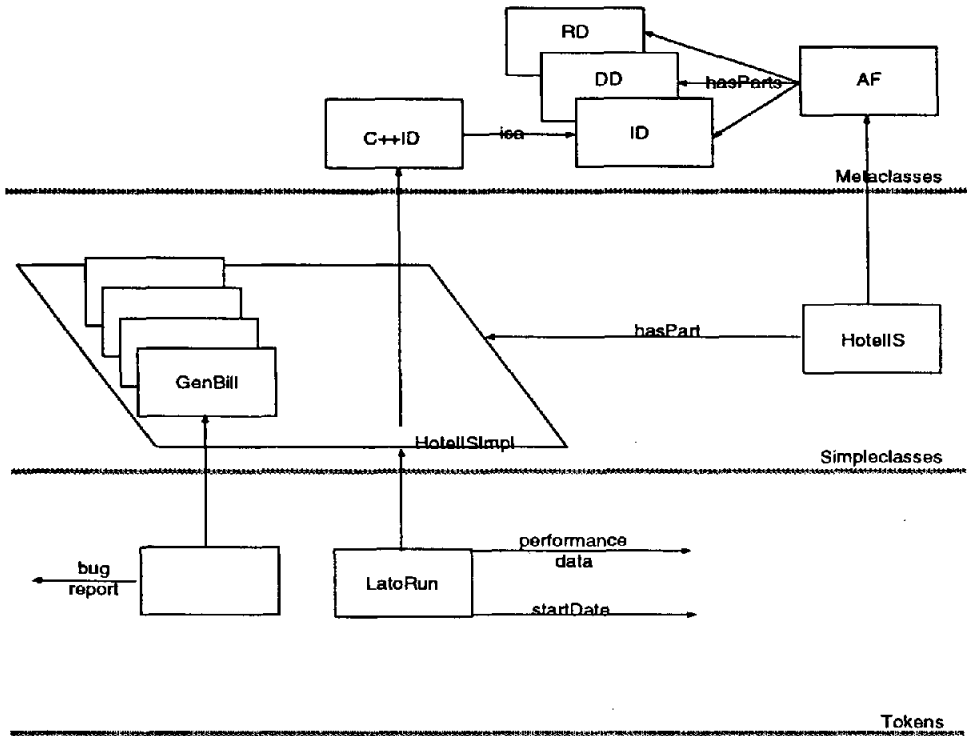 RD
DD
hasParts
AF
C++ID
isa
ID
Metaclasses
hasPart
HotelIS
GenBill
HotelISImpl
Simpleclasses
performance
data
bug
report
LatoRun
startDate
Tokens